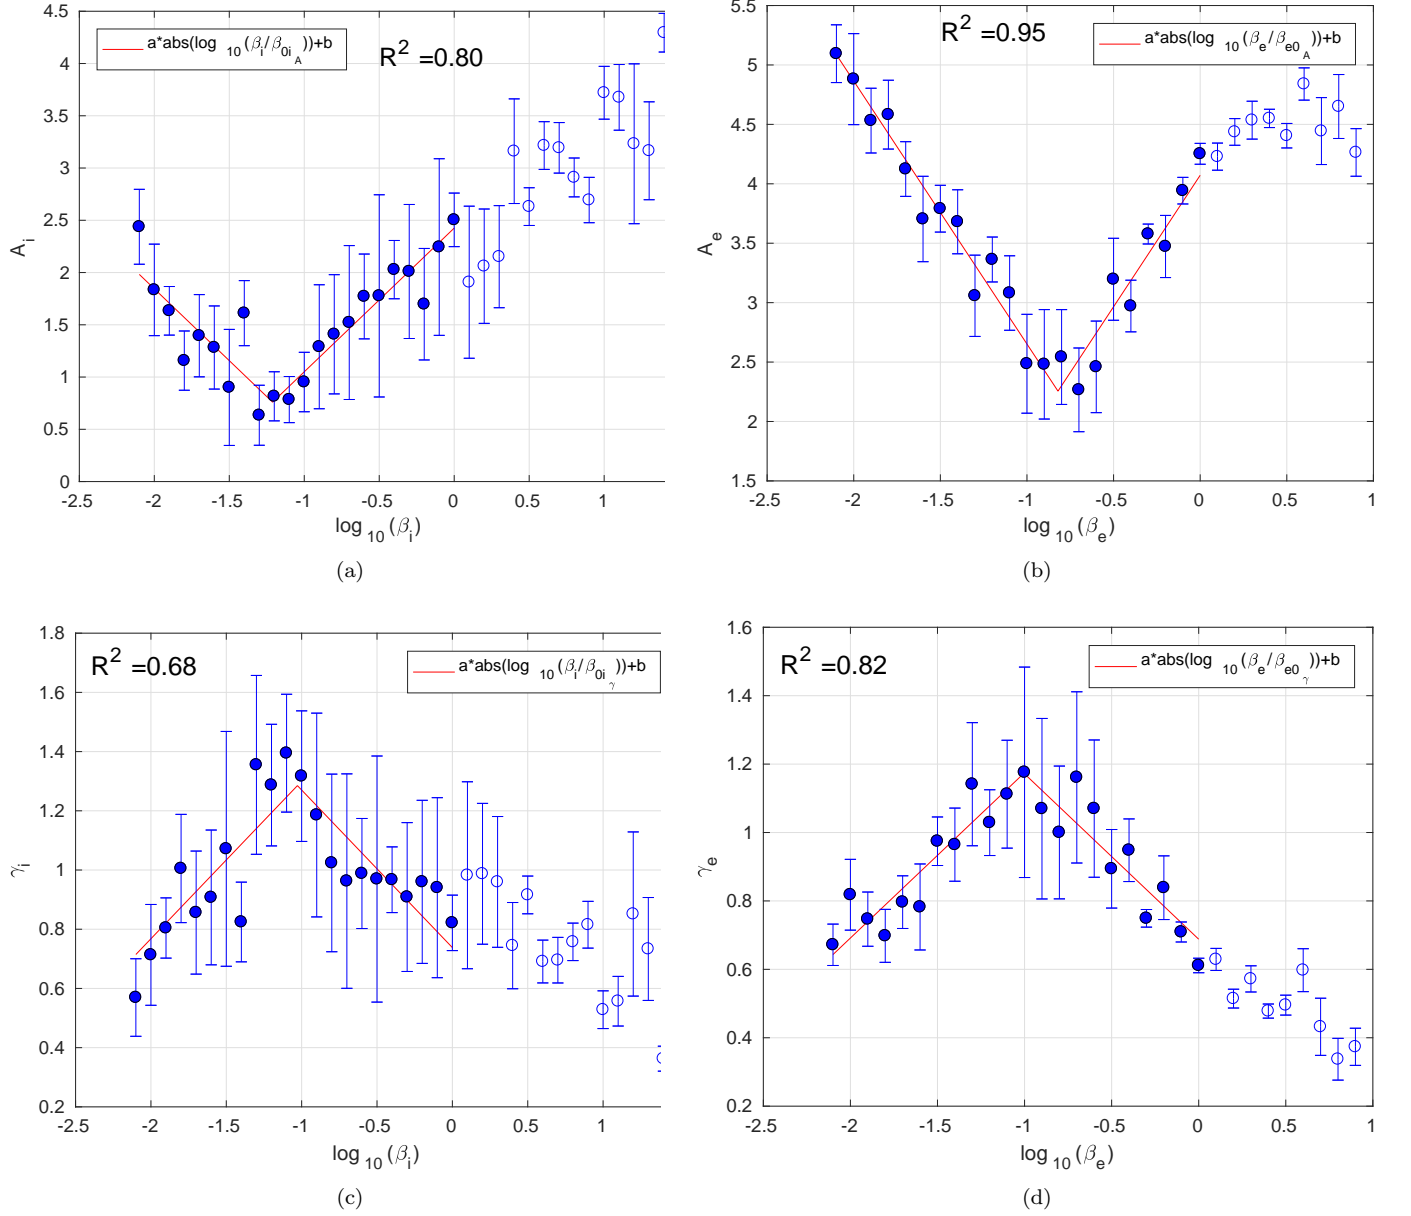 a*abs(log 10 (β_i/β_0i_A))+b
R² =0.80
4.5
4
3.5
3
2.5
2
1.5
1
0.5
0
A_i
-2.5 -2 -1.5 -1 -0.5 0 0.5 1
log 10 (β_i)
(a)
a*abs(log 10 (β_e/β_e0_A))+b
R² =0.95
5.5
5
4.5
4
3.5
3
2.5
2
1.5
A_e
-2.5 -2 -1.5 -1 -0.5 0 0.5 1
log 10 (β_e)
(b)
R² =0.68
a*abs(log 10 (β_i/β_0i_γ))+b
1.8
1.6
1.4
1.2
1
0.8
0.6
0.4
0.2
γ_i
-2.5 -2 -1.5 -1 -0.5 0 0.5 1
log 10 (β_i)
(c)
R² =0.82
a*abs(log 10 (β_e/β_e0_γ))+b
1.6
1.4
1.2
1
0.8
0.6
0.4
0.2
γ_e
-2.5 -2 -1.5 -1 -0.5 0 0.5 1
log 10 (β_e)
(d)